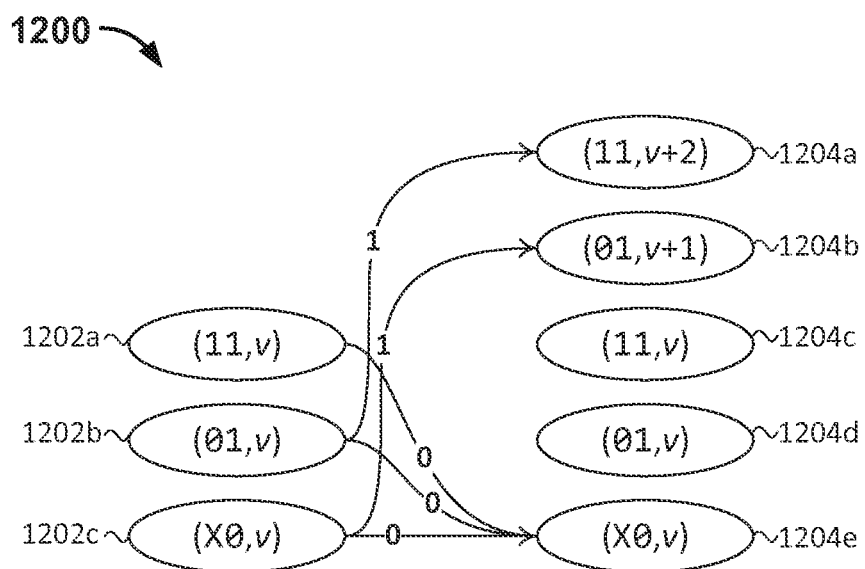 1200
(11,v+2) 1204a
1
(01,v+1) 1204b
1202a (11,v) 1 (11,v) 1204c
1202b (01,v) 0 (01,v) 1204d
0
1202c (X0,v) 0 (X0,v) 1204e